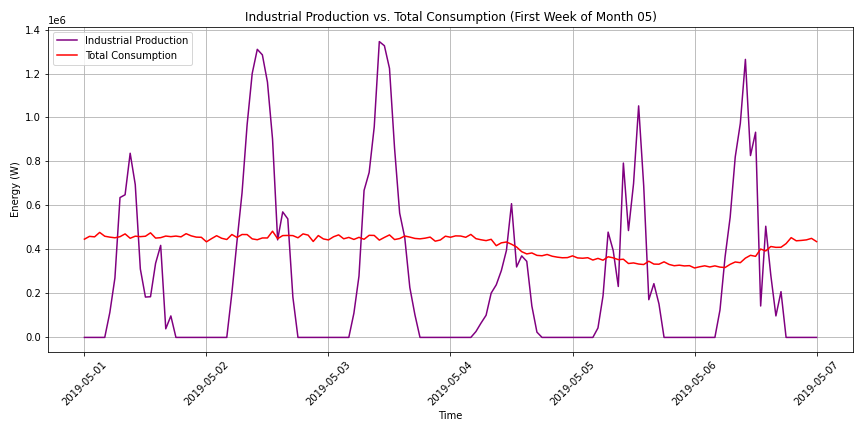 Industrial Production vs. Total Consumption (First Week of Month 05)
1e6
1.4
1.2
1.0
0.8
0.6
0.4
0.2
0.0
Energy (W)
Industrial Production
Total Consumption
2019-05-01
2019-05-02
2019-05-03
2019-05-04
2019-05-05
2019-05-06
2019-05-07
Time